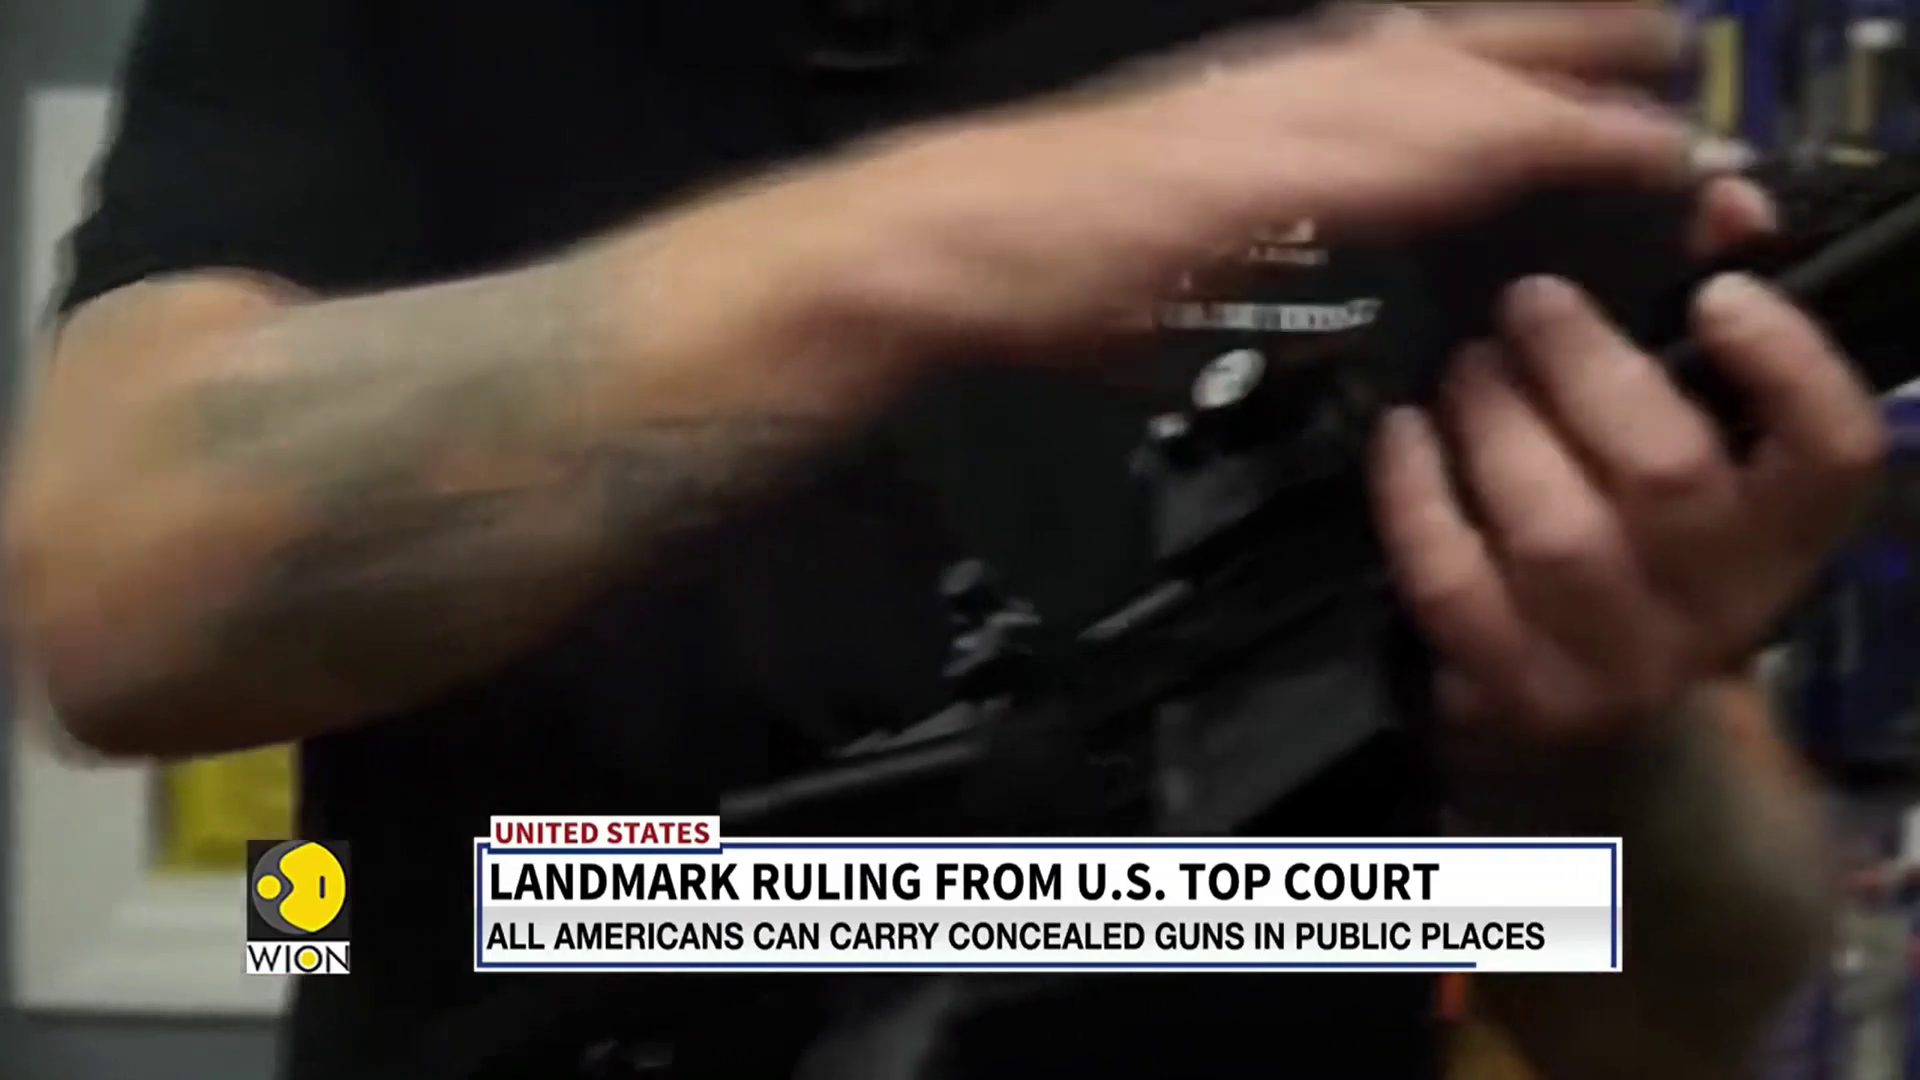 UNITED STATES
LANDMARK RULING FROM U.S. TOP COURT
ALL AMERICANS CAN CARRY CONCEALED GUNS IN PUBLIC PLACES
WION